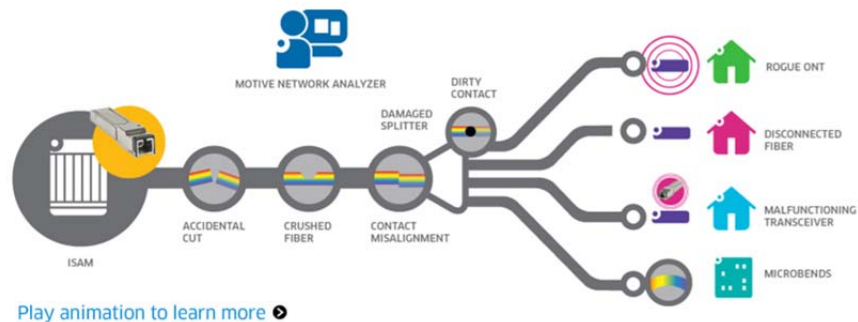 MOTIVE NETWORK ANALYZER
DIRTY
CONTACT
DAMAGED
SPLITTER
ROGUE ONT
DISCONNECTED
FIBER
MALFUNCTIONING
TRANSCEIVER
MICROBENDS
ACCIDENTAL
CUT
CRUSHED
FIBER
CONTACT
MISALIGNMENT
ISAM
Play animation to learn more